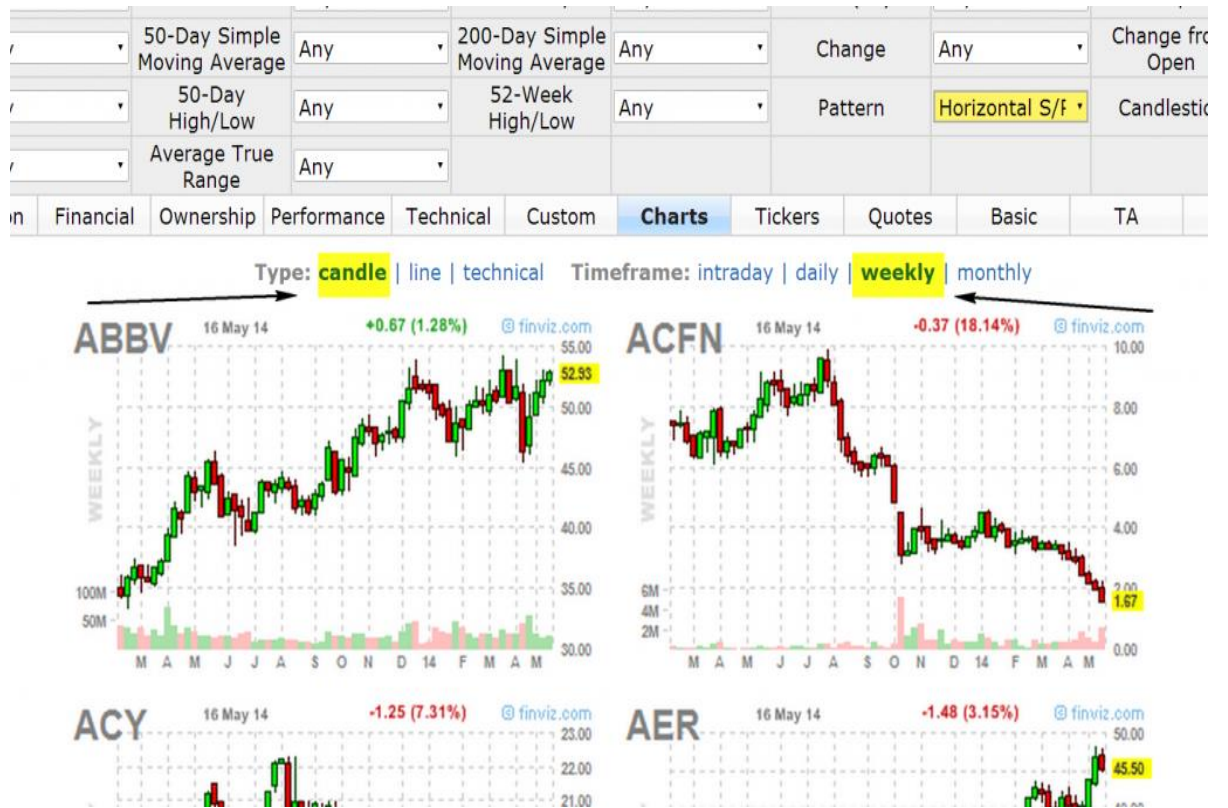 50-Day Simple Moving Average Any 200-Day Simple Moving Average Any Change Any Change fro
Open
50-Day High/Low Any 52-Week High/Low Any Pattern Horizontal S/F Candlestic
Average True Range Any
on Financial Ownership Performance Technical Custom Charts Tickers Quotes Basic TA
Type: candle | line | technical Timeframe: intraday | daily | weekly | monthly
ABBV 16 May 14 +0.67 (1.28%) © finviz.com
55.00
52.93
50.00
45.00
40.00
35.00
30.00
WEEKLY
100M
50M
M A M J J A S O N D 14 F M A M
ACFN 16 May 14 -0.37 (18.14%) © finviz.com
10.00
8.00
6.00
4.00
2.00
1.67
0.00
WEEKLY
6M
4M
2M
M A M J J A S O N D 14 F M A M
ACY 16 May 14 -1.25 (7.31%) © finviz.com
23.00
22.00
21.00
AER 16 May 14 -1.48 (3.15%) © finviz.com
50.00
45.50